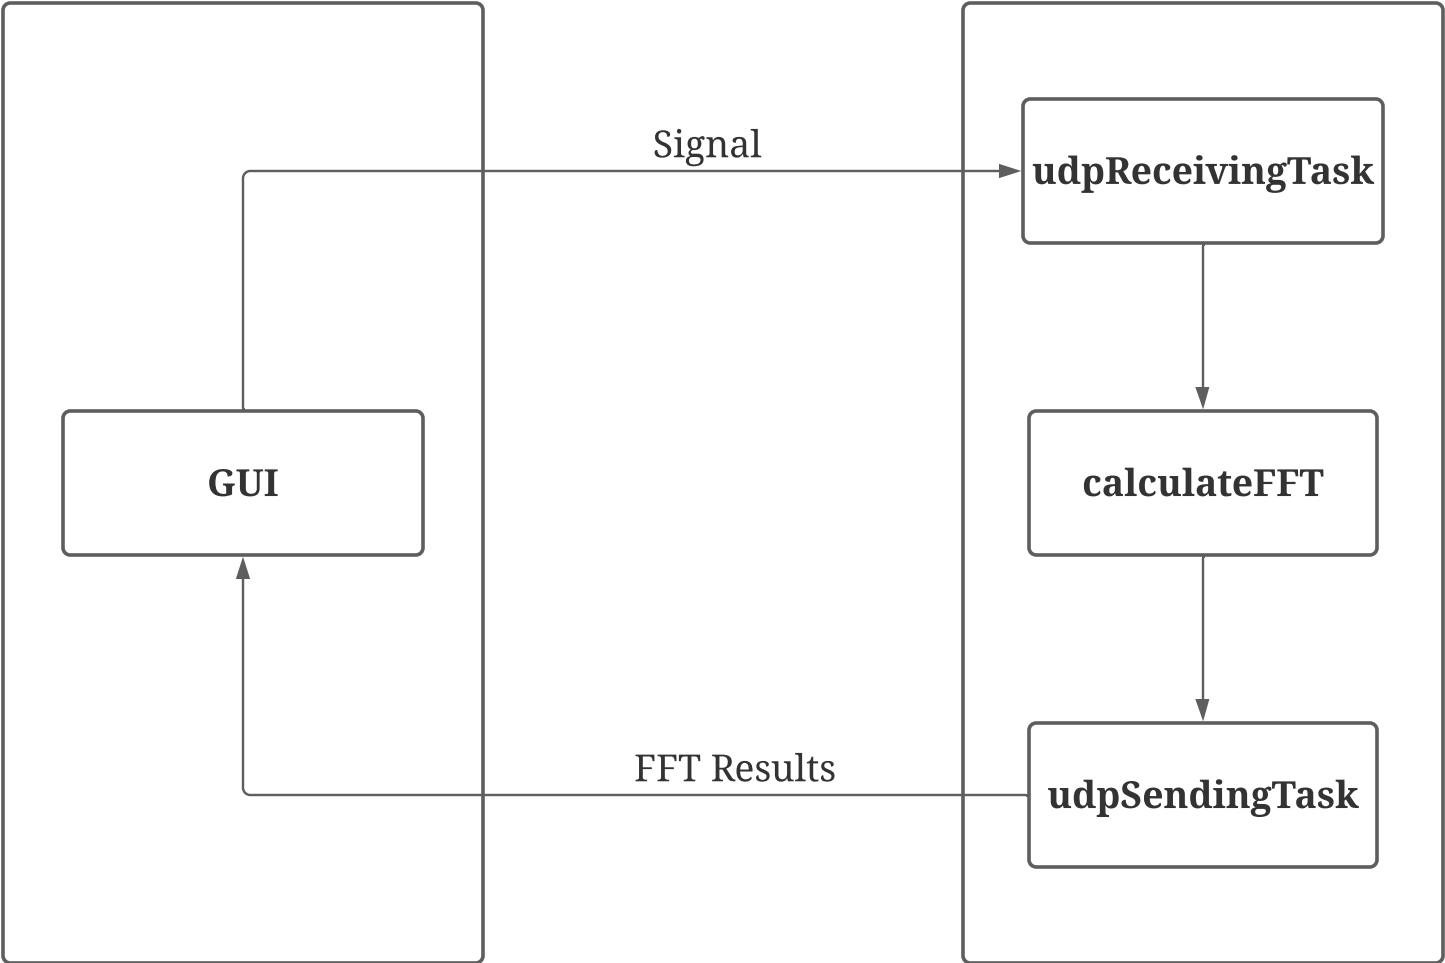 Signal
udpReceivingTask
GUI
calculateFFT
FFT Results
udpSendingTask